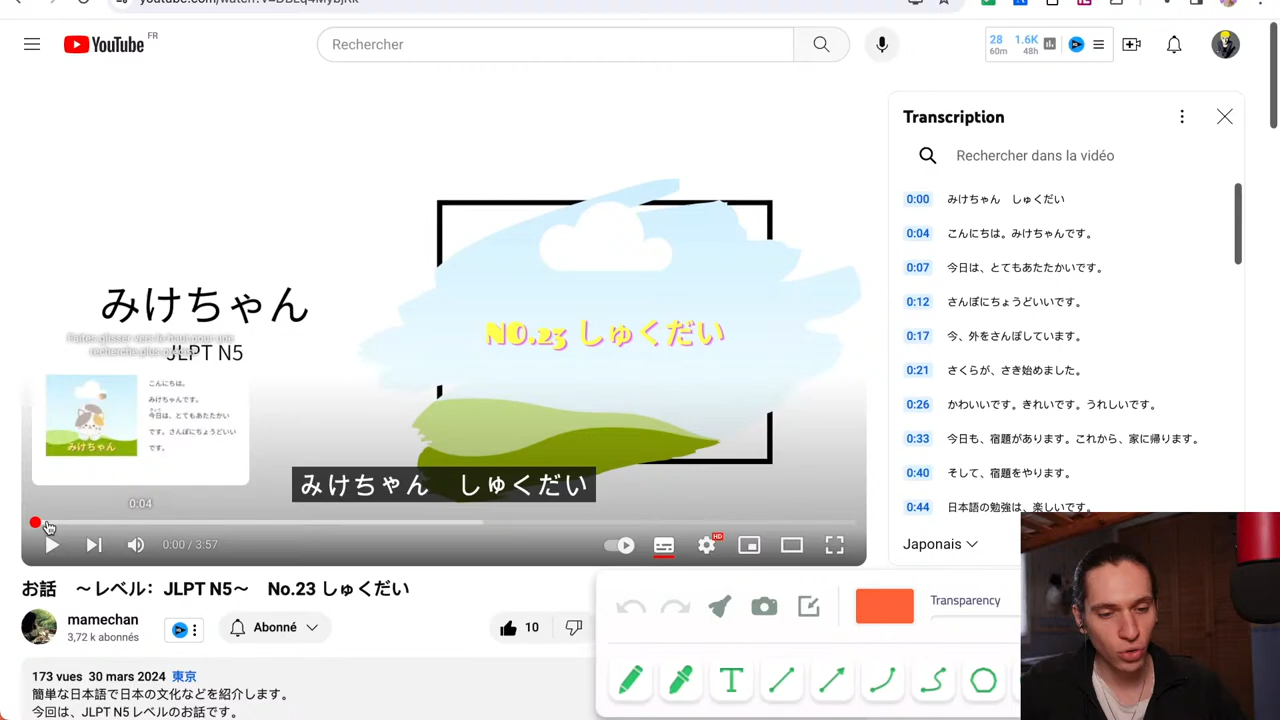 YouTube FR
Rechercher
28 60m
1.6K 48h
みけちゃん
JLPT N5
Faites glisser vers le haut pour une
recherche plus précise
NO.23 しゅくだい
こんにちは。
みけちゃんです。
今日は、とてもあたたかい
です。さんぽにちょうどいいで
す。
みけちゃん
みけちゃん　しゅくだい
0:04
0:00 / 3:57
HD
お話　～レベル：JLPT N5～　No.23 しゅくだい
mamechan
3,72 k abonnés
Abonné
10
173 vues 30 mars 2024 東京
簡単な日本語で日本の文化などを紹介します。
今回は、JLPT N5 レベルのお話です。
Transcription
Rechercher dans la vidéo
0:00 みけちゃん　しゅくだい
0:04 こんにちは。みけちゃんです。
0:07 今日は、とてもあたたかいです。
0:12 さんぽにちょうどいいです。
0:17 今、外をさんぽしています。
0:21 さくらが、さき始めました。
0:26 かわいいです。きれいです。うれしいです。
0:33 今日も、宿題があります。これから、家に帰ります。
0:40 そして、宿題をやります。
0:44 日本語の勉強は、楽しいです。
Japonais
Transparency
T